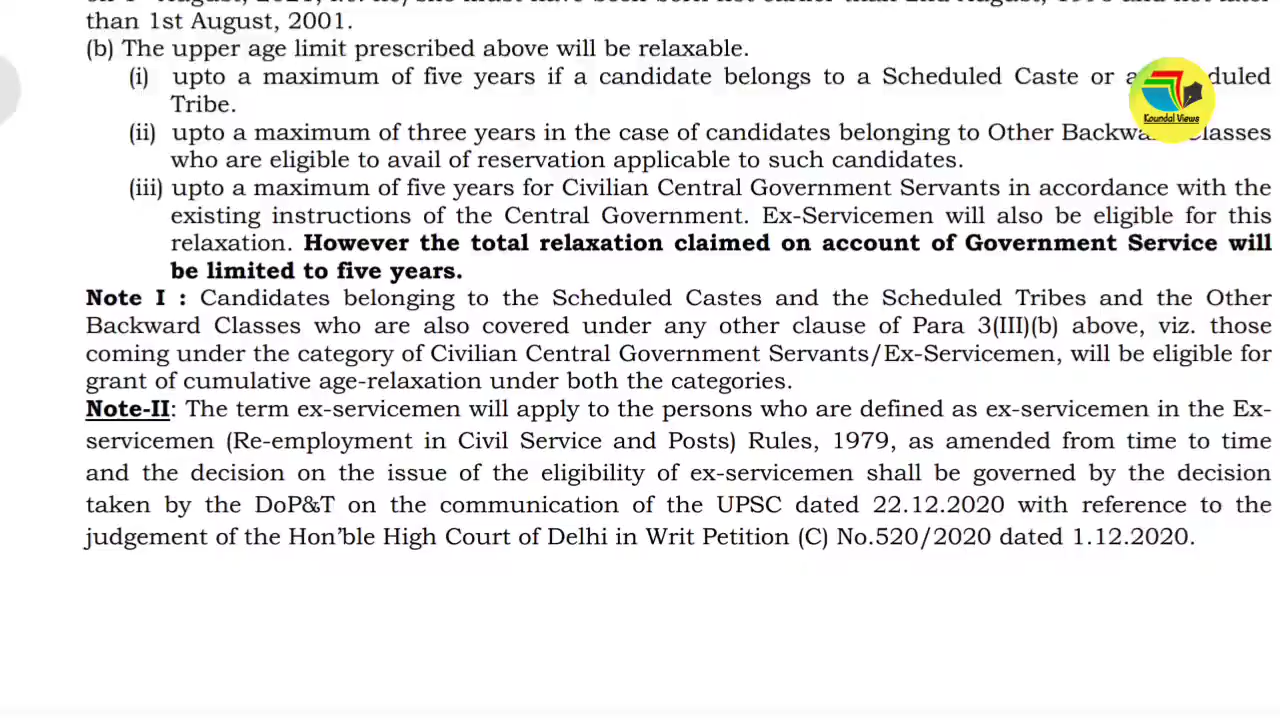 than 1st August, 2001.
(b) The upper age limit prescribed above will be relaxable.
(i) upto a maximum of five years if a candidate belongs to a Scheduled Caste or a duled
Tribe.
(ii) upto a maximum of three years in the case of candidates belonging to Other Backwa lasses
who are eligible to avail of reservation applicable to such candidates.
(iii) upto a maximum of five years for Civilian Central Government Servants in accordance with the
existing instructions of the Central Government. Ex-Servicemen will also be eligible for this
relaxation. However the total relaxation claimed on account of Government Service will
be limited to five years.
Note I : Candidates belonging to the Scheduled Castes and the Scheduled Tribes and the Other
Backward Classes who are also covered under any other clause of Para 3(III)(b) above, viz. those
coming under the category of Civilian Central Government Servants/Ex-Servicemen, will be eligible for
grant of cumulative age-relaxation under both the categories.
Note-II: The term ex-servicemen will apply to the persons who are defined as ex-servicemen in the Ex-
servicemen (Re-employment in Civil Service and Posts) Rules, 1979, as amended from time to time
and the decision on the issue of the eligibility of ex-servicemen shall be governed by the decision
taken by the DoP&T on the communication of the UPSC dated 22.12.2020 with reference to the
judgement of the Hon'ble High Court of Delhi in Writ Petition (C) No.520/2020 dated 1.12.2020.
Koundal Views